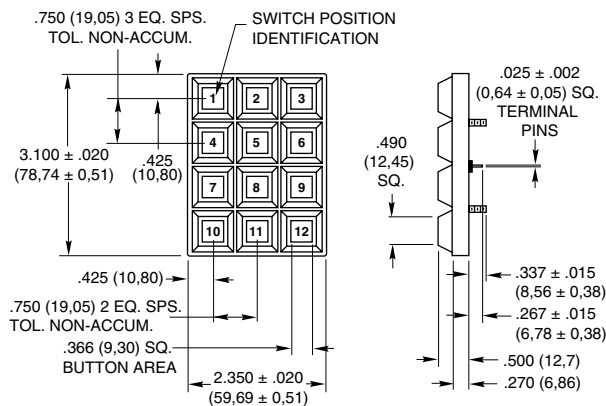 .750 (19,05) 3 EQ. SPS.
TOL. NON-ACCUM.
SWITCH POSITION
IDENTIFICATION
.025 ± .002
(0,64 ± 0,05) SQ.
TERMINAL
PINS
1 2 3
4 5 6
7 8 9
10 11 12
3.100 ± .020
(78,74 ± 0,51)
.425
(10,80)
.490
(12,45)
SQ.
.425 (10,80)
.750 (19,05) 2 EQ. SPS.
TOL. NON-ACCUM.
.366 (9,30) SQ.
BUTTON AREA
2.350 ± .020
(59,69 ± 0,51)
.337 ± .015
(8,56 ± 0,38)
.267 ± .015
(6,78 ± 0,38)
.500 (12,7)
.270 (6,86)